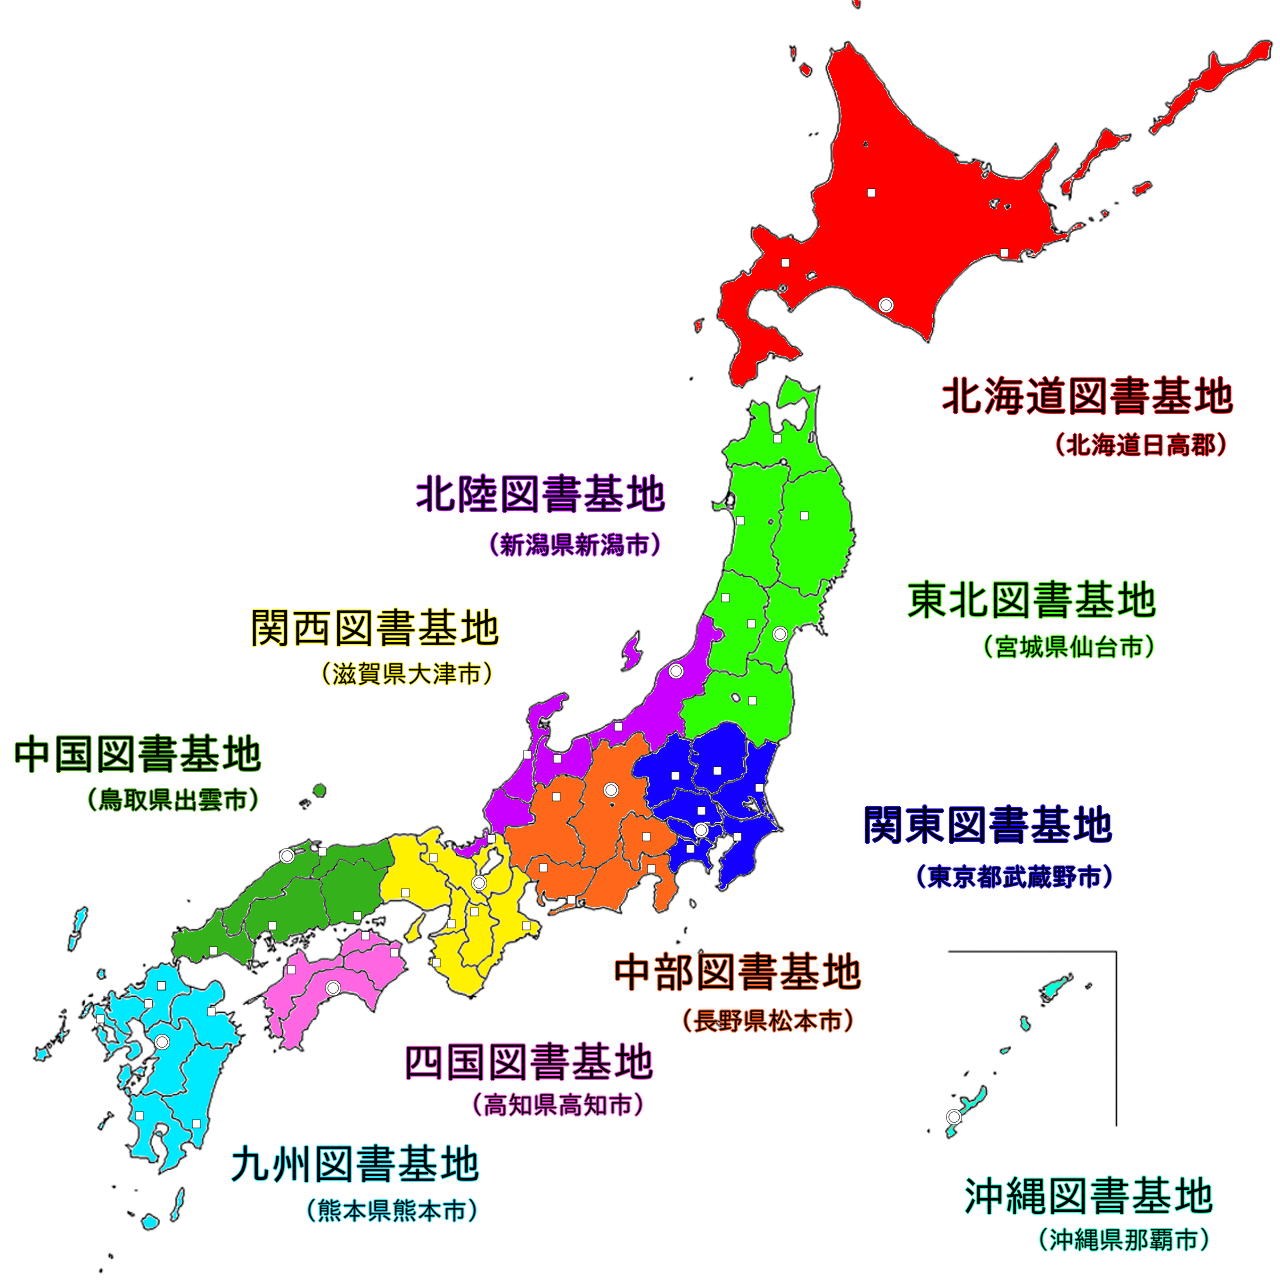 北海道図書基地
（北海道日高郡）
北陸図書基地
（新潟県新潟市）
東北図書基地
（宮城県仙台市）
関西図書基地
（滋賀県大津市）
中国図書基地
（鳥取県出雲市）
関東図書基地
（東京都武蔵野市）
中部図書基地
（長野県松本市）
四国図書基地
（高知県高知市）
九州図書基地
（熊本県熊本市）
沖縄図書基地
（沖縄県那覇市）